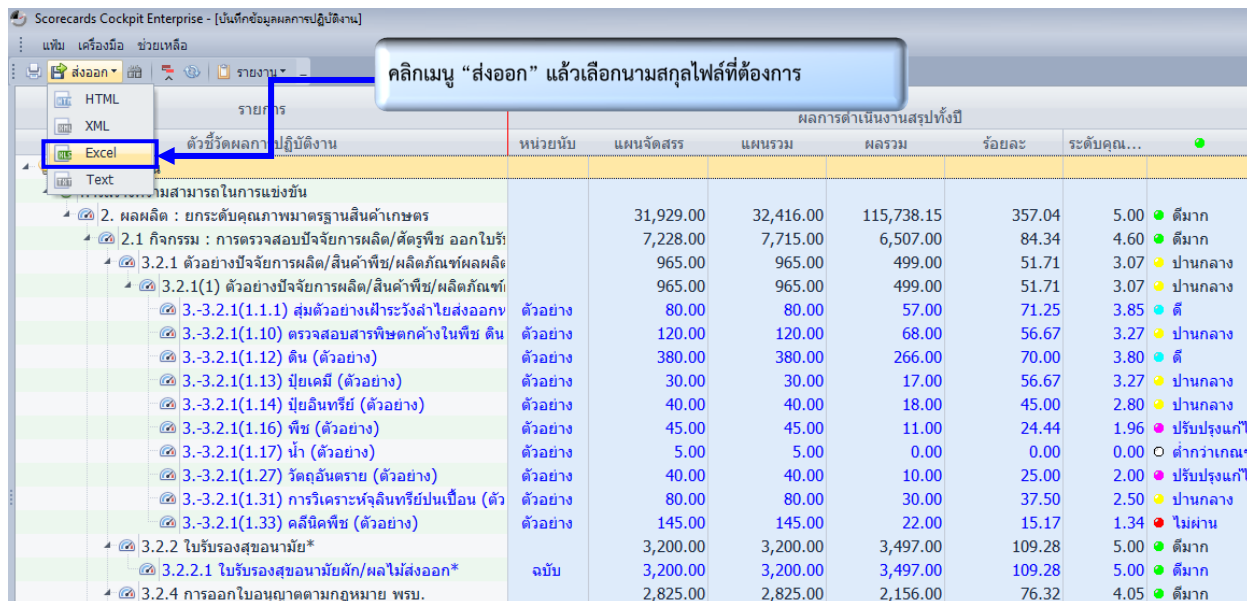 Scorecards Cockpit Enterprise - [บันทึกข้อมูลผลการปฏิบัติงาน]
แฟ้ม เครื่องมือ ช่วยเหลือ
ส่งออก รายงาน
คลิกเมนู “ส่งออก” แล้วเลือกนามสกุลไฟล์ที่ต้องการ
HTML
XML
Excel
Text
รายการ ผลการดำเนินงานสรุปทั้งปี
ตัวชี้วัดผลการปฏิบัติงาน หน่วยนับ แผนจัดสรร แผนรวม ผลรวม ร้อยละ ระดับคุณ...
ความสามารถในการแข่งขัน
2. ผลผลิต : ยกระดับคุณภาพมาตรฐานสินค้าเกษตร 31,929.00 32,416.00 115,738.15 357.04 5.00 ดีมาก
2.1 กิจกรรม : การตรวจสอบปัจจัยการผลิต/ศัตรูพืช ออกใบรับ 7,228.00 7,715.00 6,507.00 84.34 4.60 ดีมาก
3.2.1 ตัวอย่างปัจจัยการผลิต/สินค้าพืช/ผลิตภัณฑ์ผลผลิต 965.00 965.00 499.00 51.71 3.07 ปานกลาง
3.2.1(1) ตัวอย่างปัจจัยการผลิต/สินค้าพืช/ผลิตภัณฑ์ 965.00 965.00 499.00 51.71 3.07 ปานกลาง
3.-3.2.1(1.1.1) สุ่มตัวอย่างเฝ้าระวังลำไยส่งออก ตัวอย่าง 80.00 80.00 57.00 71.25 3.85 ดี
3.-3.2.1(1.10) ตรวจสอบสารพิษตกค้างในพืช ดิน ตัวอย่าง 120.00 120.00 68.00 56.67 3.27 ปานกลาง
3.-3.2.1(1.12) ดิน (ตัวอย่าง) ตัวอย่าง 380.00 380.00 266.00 70.00 3.80 ดี
3.-3.2.1(1.13) ปุ๋ยเคมี (ตัวอย่าง) ตัวอย่าง 30.00 30.00 17.00 56.67 3.27 ปานกลาง
3.-3.2.1(1.14) ปุ๋ยอินทรีย์ (ตัวอย่าง) ตัวอย่าง 40.00 40.00 18.00 45.00 2.80 ปานกลาง
3.-3.2.1(1.16) พืช (ตัวอย่าง) ตัวอย่าง 45.00 45.00 11.00 24.44 1.96 ปรับปรุงแก้ไ
3.-3.2.1(1.17) น้ำ (ตัวอย่าง) ตัวอย่าง 5.00 5.00 0.00 0.00 0.00 ต่ำกว่าเกณฑ
3.-3.2.1(1.27) วัตถุอันตราย (ตัวอย่าง) ตัวอย่าง 40.00 40.00 10.00 25.00 2.00 ปรับปรุงแก้ไ
3.-3.2.1(1.31) การวิเคราะห์จุลินทรีย์ปนเปื้อน (ตัว ตัวอย่าง 80.00 80.00 30.00 37.50 2.50 ปานกลาง
3.-3.2.1(1.33) คลีนิคพืช (ตัวอย่าง) ตัวอย่าง 145.00 145.00 22.00 15.17 1.34 ไม่ผ่าน
3.2.2 ใบรับรองสุขอนามัย* 3,200.00 3,200.00 3,497.00 109.28 5.00 ดีมาก
3.2.2.1 ใบรับรองสุขอนามัยผัก/ผลไม้ส่งออก* ฉบับ 3,200.00 3,200.00 3,497.00 109.28 5.00 ดีมาก
3.2.4 การออกใบอนุญาตตามกฎหมาย พรบ. 2,825.00 2,825.00 2,156.00 76.32 4.05 ดีมาก